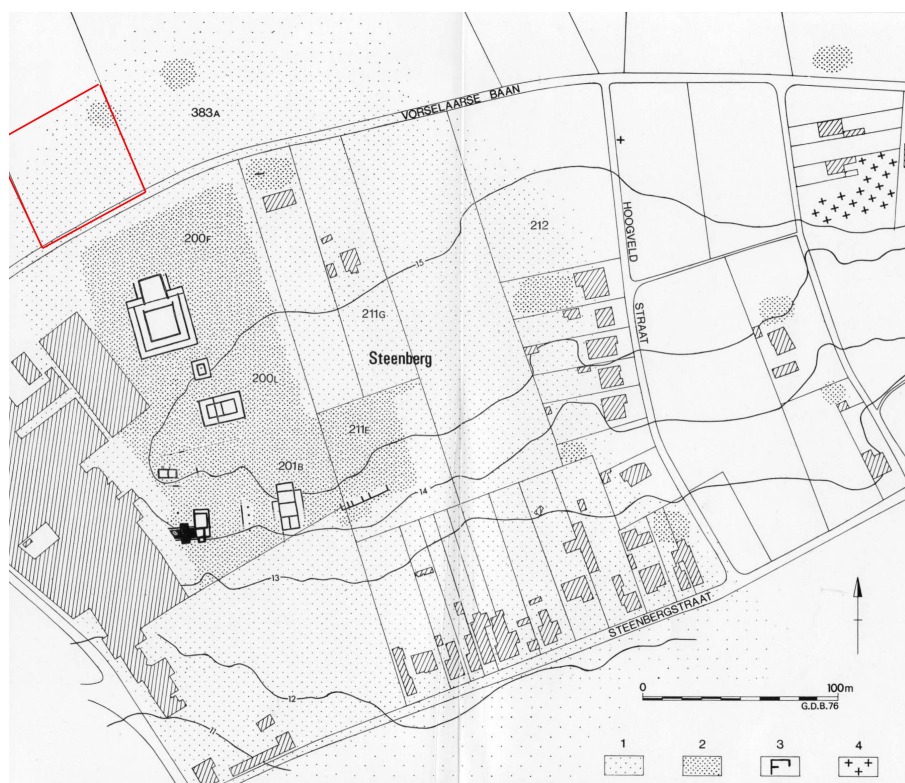 383A
VORSELAARSE BAAN
200F
212
HOOGVELD
STRAAT
15
211G
Steenberg
200L
211E
201B
14
13
STEENBERGSTRAAT
12
11
0 100m
G.D.B.76
1 2 3 4